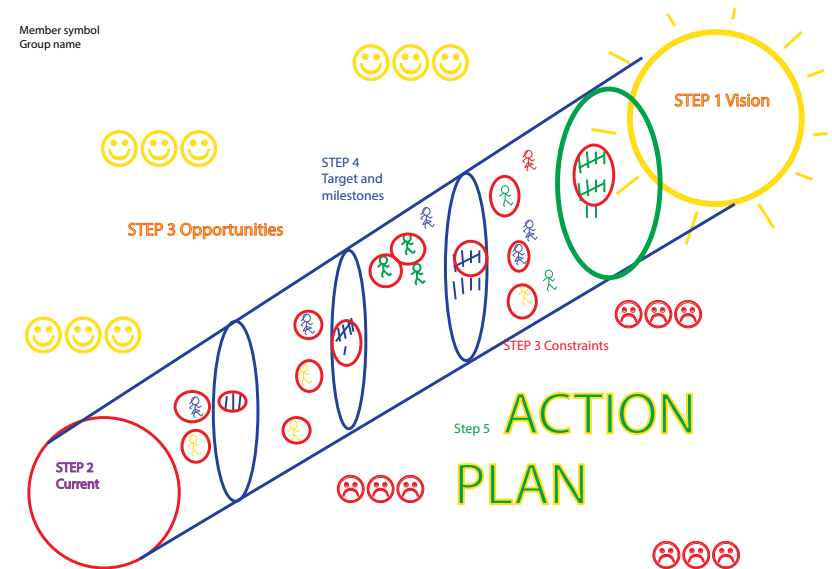 Member symbol
Group name
STEP 1 Vision
STEP 4
Target and
milestones
STEP 3 Opportunities
STEP 3 Constraints
Step 5
ACTION
PLAN
STEP 2
Current